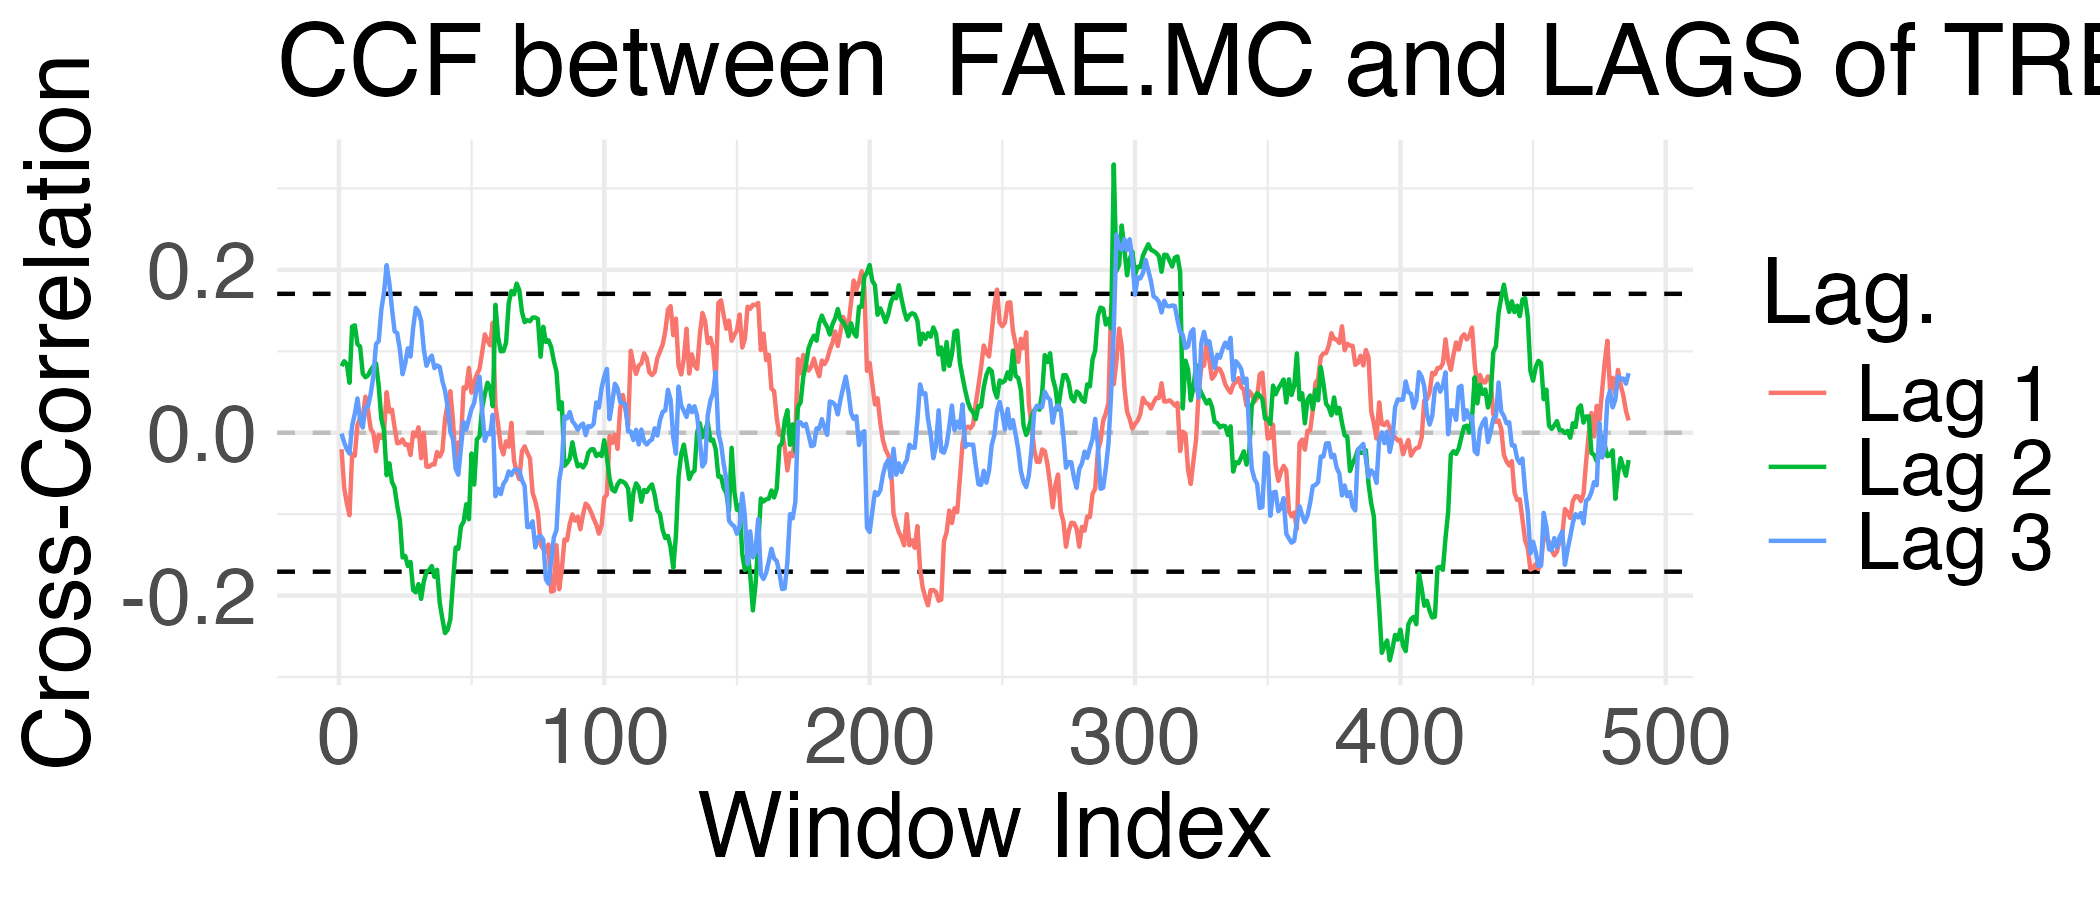 CCF between  FAE.MC and LAGS of TRE
Cross-Correlation
0.2
0.0
-0.2
0
100
200
300
400
500
Window Index
Lag.
Lag 1
Lag 2
Lag 3